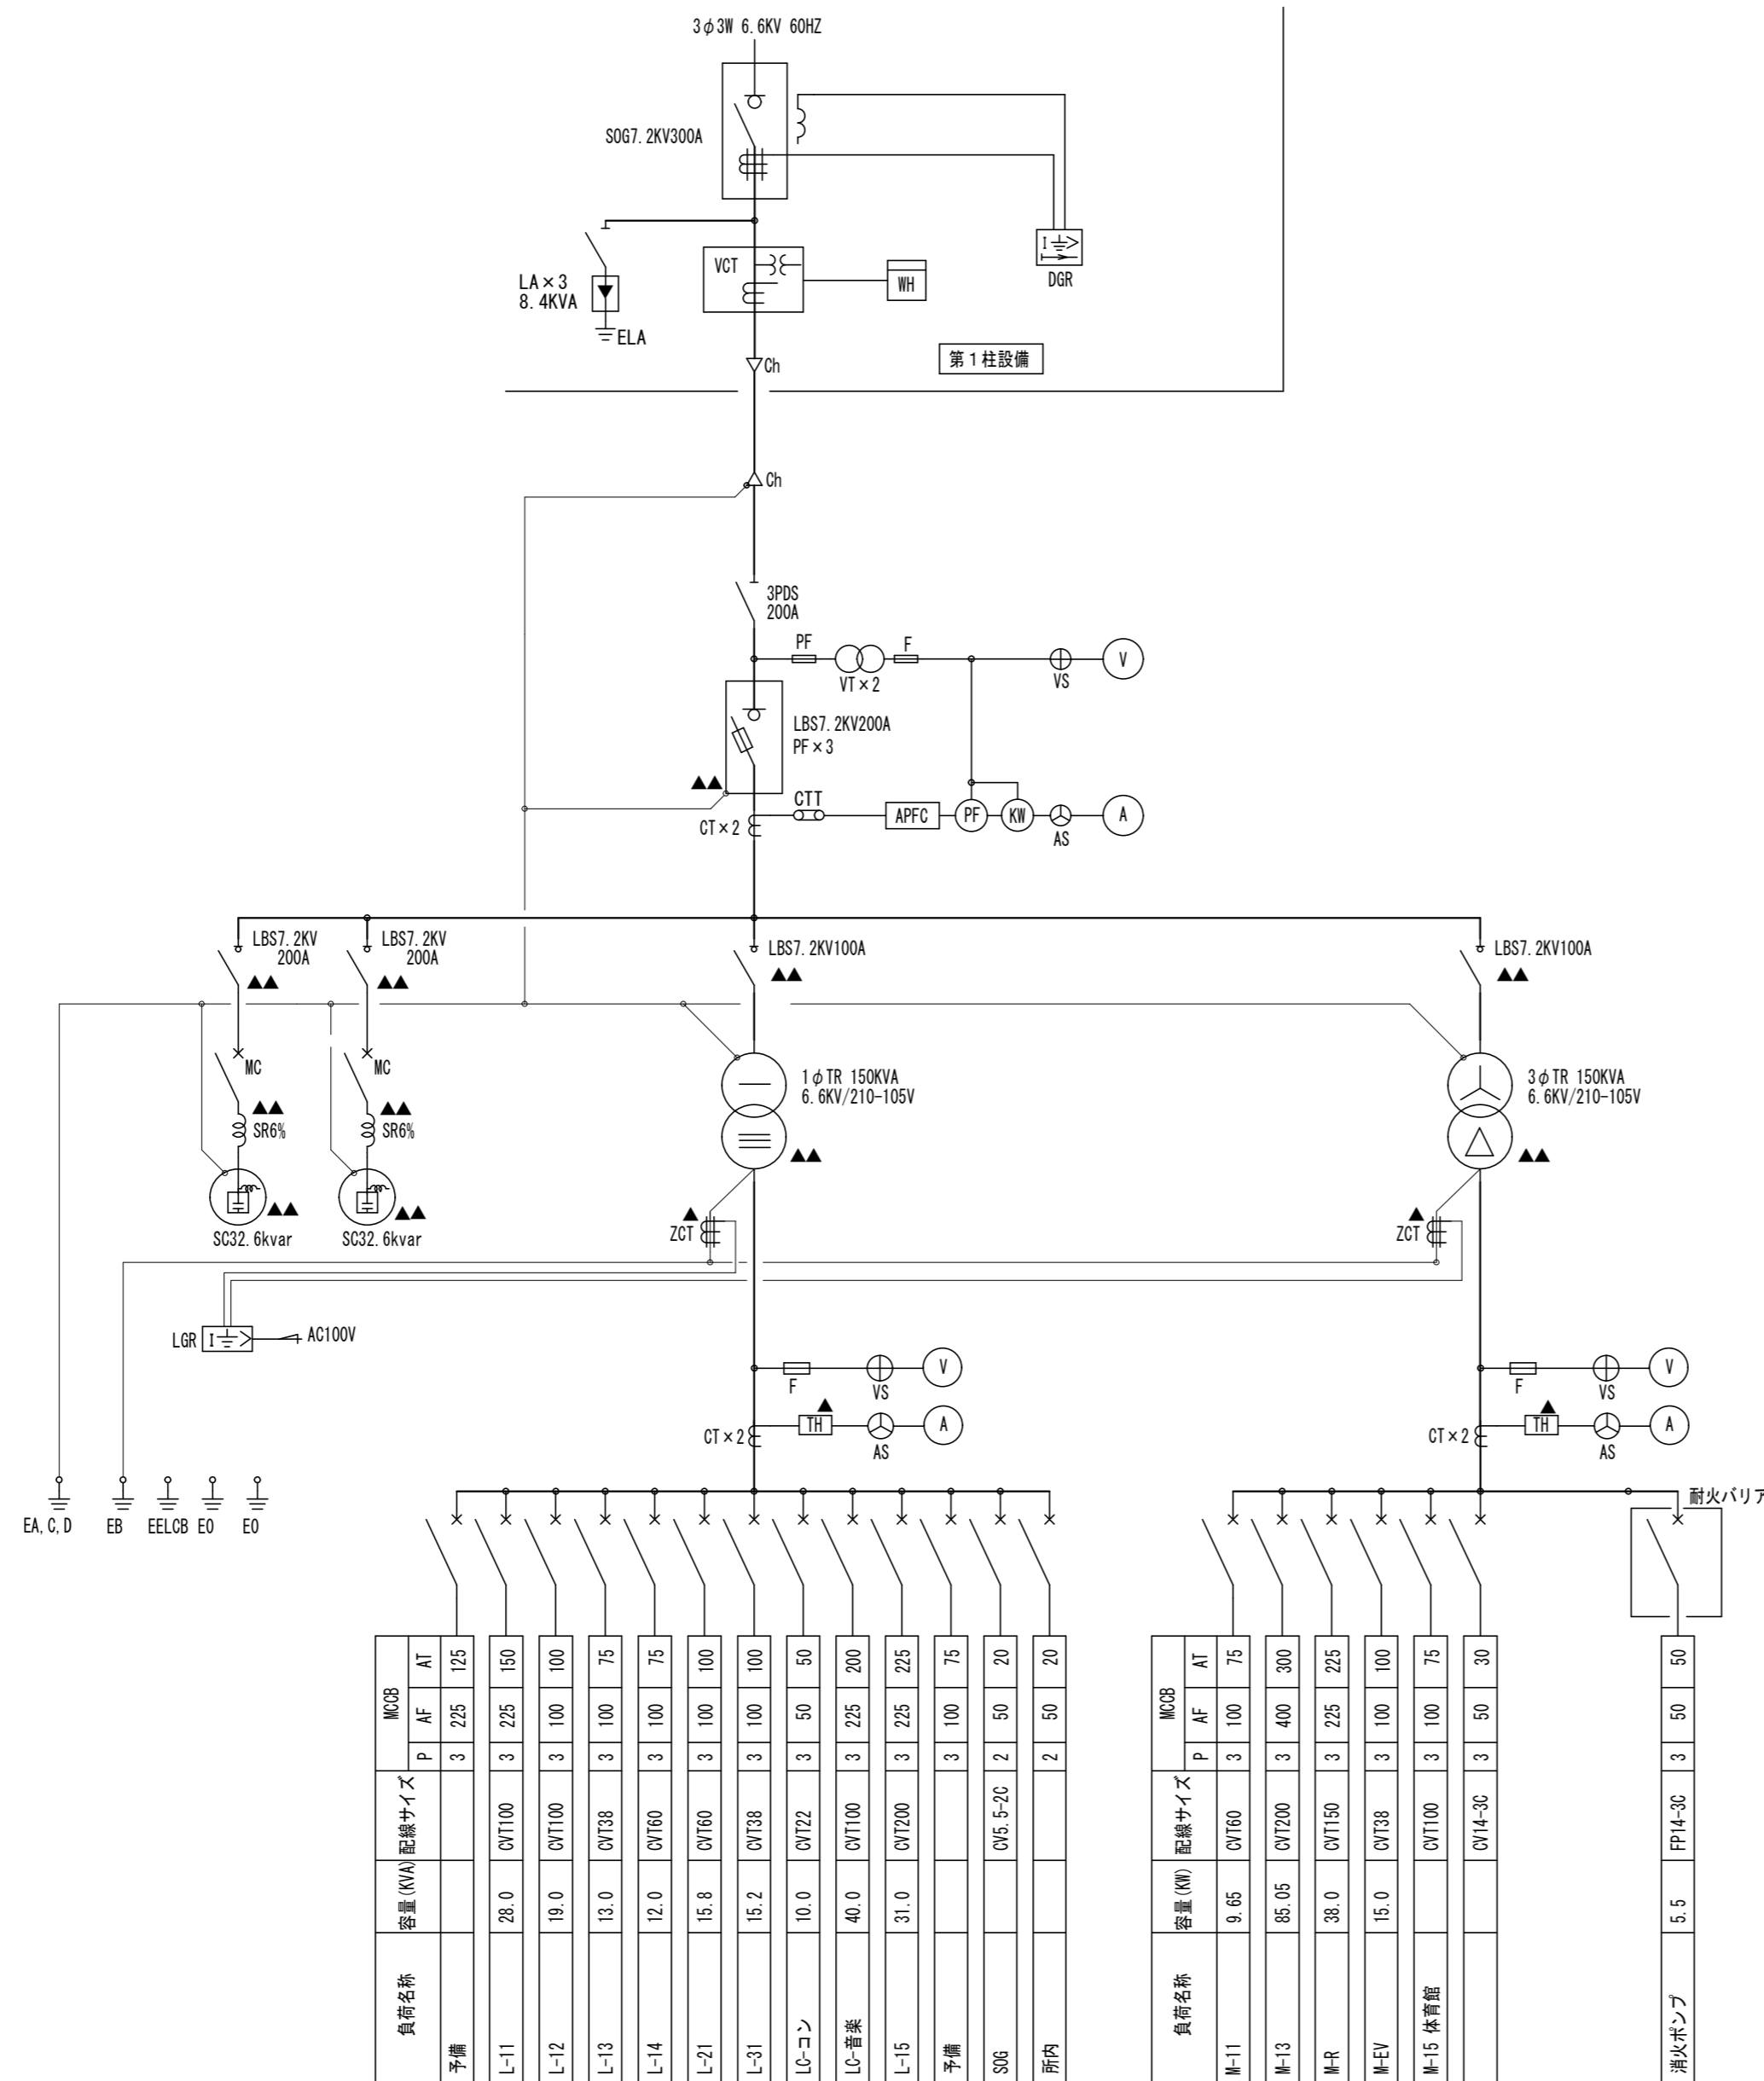 3φ3W 6.6KV 60HZ
SOG7.2KV300A
I
DGR
VCT
WH
LA×3
8.4KVA
ELA
Ch
第1柱設備
Ch
3PDS
200A
PF
F
VT×2
VS
V
LBS7.2KV200A
PF×3
▲▲
CTT
CT×2
APFC
PF
KW
AS
A
LBS7.2KV
200A
▲▲
LBS7.2KV
200A
▲▲
LBS7.2KV100A
▲▲
LBS7.2KV100A
▲▲
MC
MC
▲▲
SR6%
▲▲
SR6%
1φTR 150KVA
6.6KV/210-105V
▲▲
3φTR 150KVA
6.6KV/210-105V
▲▲
▲▲
SC32.6kvar
▲▲
SC32.6kvar
▲
ZCT
▲
ZCT
LGR
I
AC100V
F
VS
V
F
VS
V
▲
CT×2
TH
AS
A
▲
CT×2
TH
AS
A
EA,C,D
EB
EELCB
EO
EO
耐火バリア
負荷名称 容量(KVA) 配線サイズ MCCB P AF AT
予備 3 225 125
L-11 28.0 CVT100 3 225 150
L-12 19.0 CVT100 3 100 100
L-13 13.0 CVT38 3 100 75
L-14 12.0 CVT60 3 100 75
L-21 15.8 CVT60 3 100 100
L-31 15.2 CVT38 3 100 100
LC-コン 10.0 CVT22 3 50 50
LC-音楽 40.0 CVT100 3 225 200
L-15 31.0 CVT200 3 225 225
予備 3 100 75
SOG CV5.5-2C 2 50 20
所内 2 50 20
負荷名称 容量(KW) 配線サイズ MCCB P AF AT
M-11 9.65 CVT60 3 100 75
M-13 85.05 CVT200 3 400 300
M-R 38.0 CVT150 3 225 225
M-EV 15.0 CVT38 3 100 100
M-15 体育館 CVT100 3 100 75
CV14-3C 3 50 30
消火ポンプ 5.5 FP14-3C 3 50 50